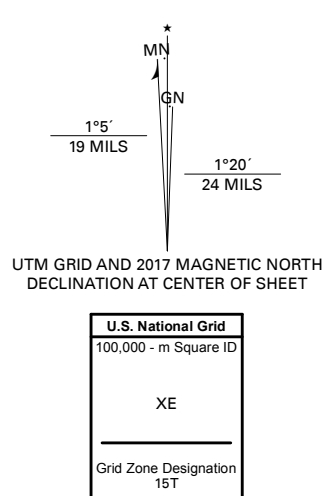 ★
MN
GN
1°5´
19 MILS
1°20´
24 MILS
UTM GRID AND 2017 MAGNETIC NORTH
DECLINATION AT CENTER OF SHEET
U.S. National Grid
100,000 - m Square ID
XE
Grid Zone Designation
15T